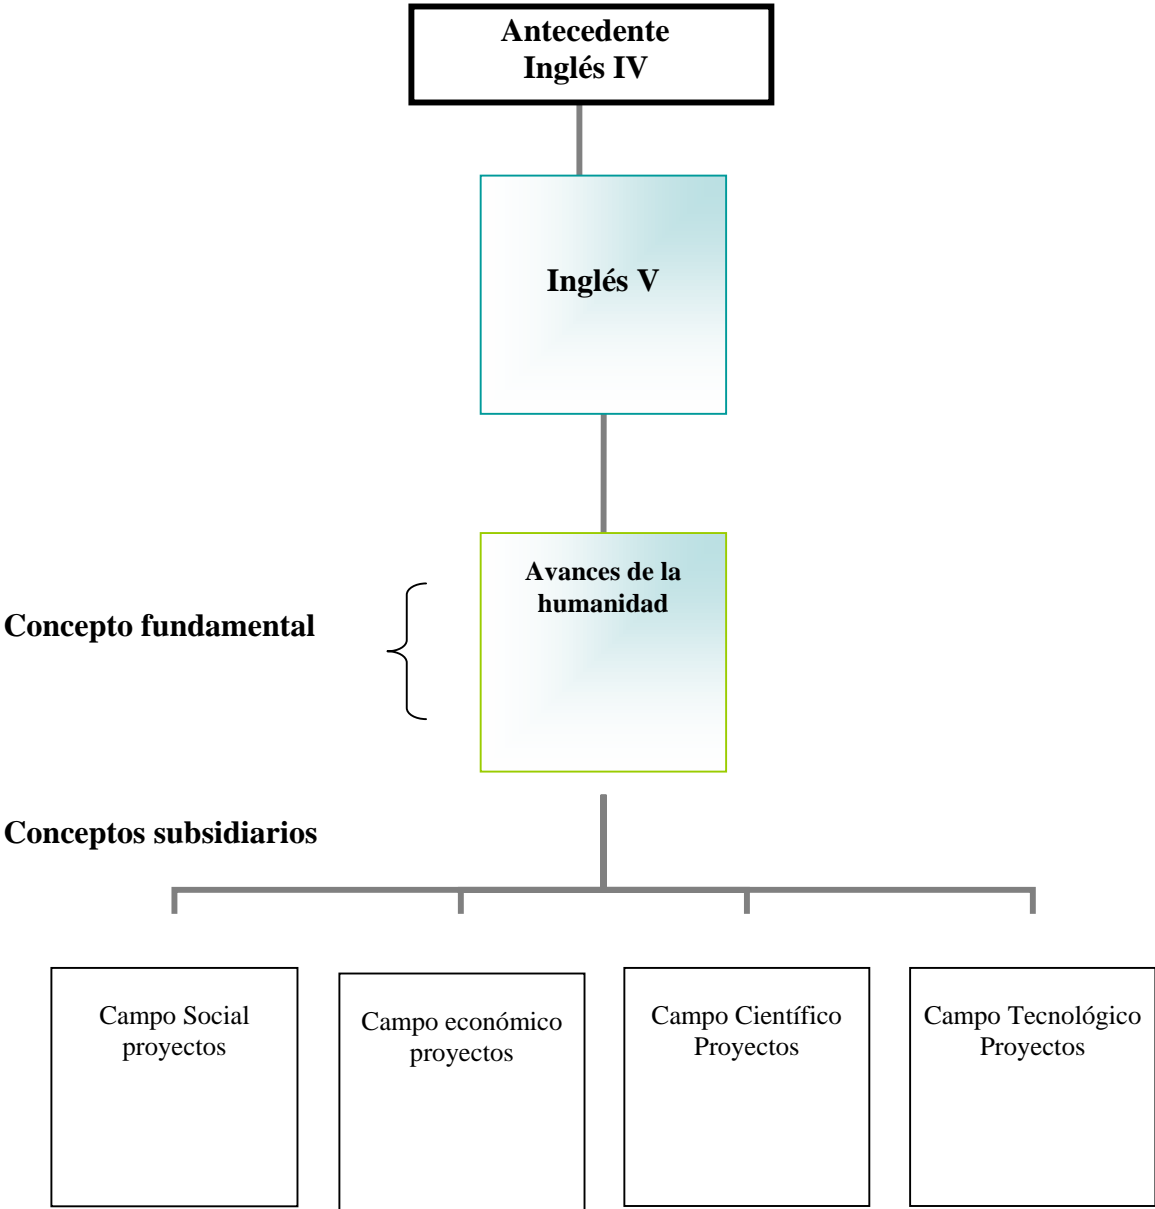 Antecedente
Inglés IV
Inglés V
Avances de la
humanidad
Concepto fundamental
Conceptos subsidiarios
Campo Social
proyectos
Campo económico
proyectos
Campo Científico
Proyectos
Campo Tecnológico
Proyectos